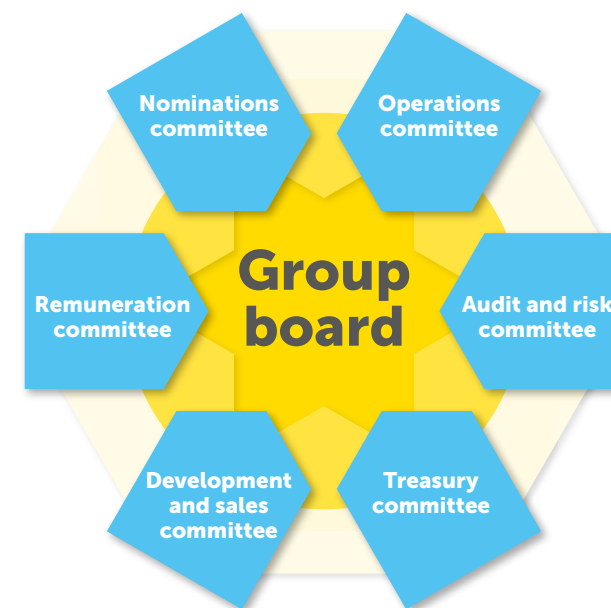 Nominations
committee
Operations
committee
Group
board
Remuneration
committee
Audit and risk
committee
Development
and sales
committee
Treasury
committee